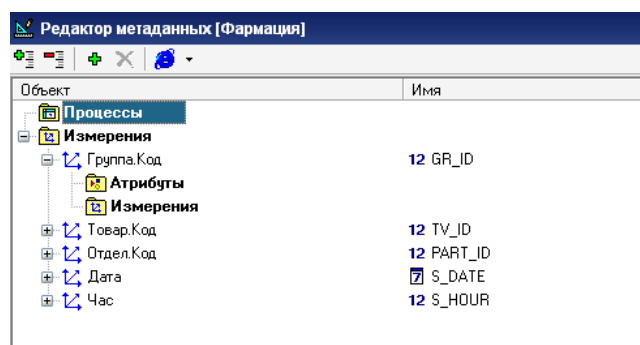 Редактор метаданных [Фармация]
Объект Имя
Процессы
Измерения
Группа.Код 12 GR_ID
Атрибуты
Измерения
Товар.Код 12 TV_ID
Отдел.Код 12 PART_ID
Дата 7 S_DATE
Час 12 S_HOUR